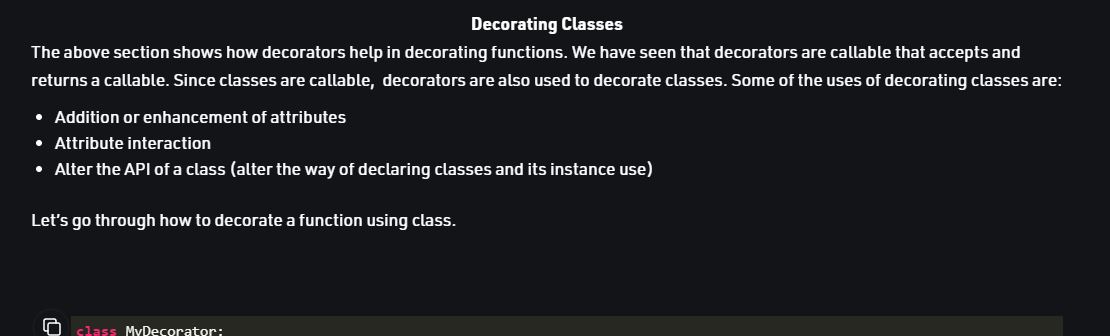 Decorating Classes
The above section shows how decorators help in decorating functions. We have seen that decorators are callable that accepts and
returns a callable. Since classes are callable,  decorators are also used to decorate classes. Some of the uses of decorating classes are:
• Addition or enhancement of attributes
• Attribute interaction
• Alter the API of a class (alter the way of declaring classes and its instance use)
Let’s go through how to decorate a function using class.
class MyDecorator: